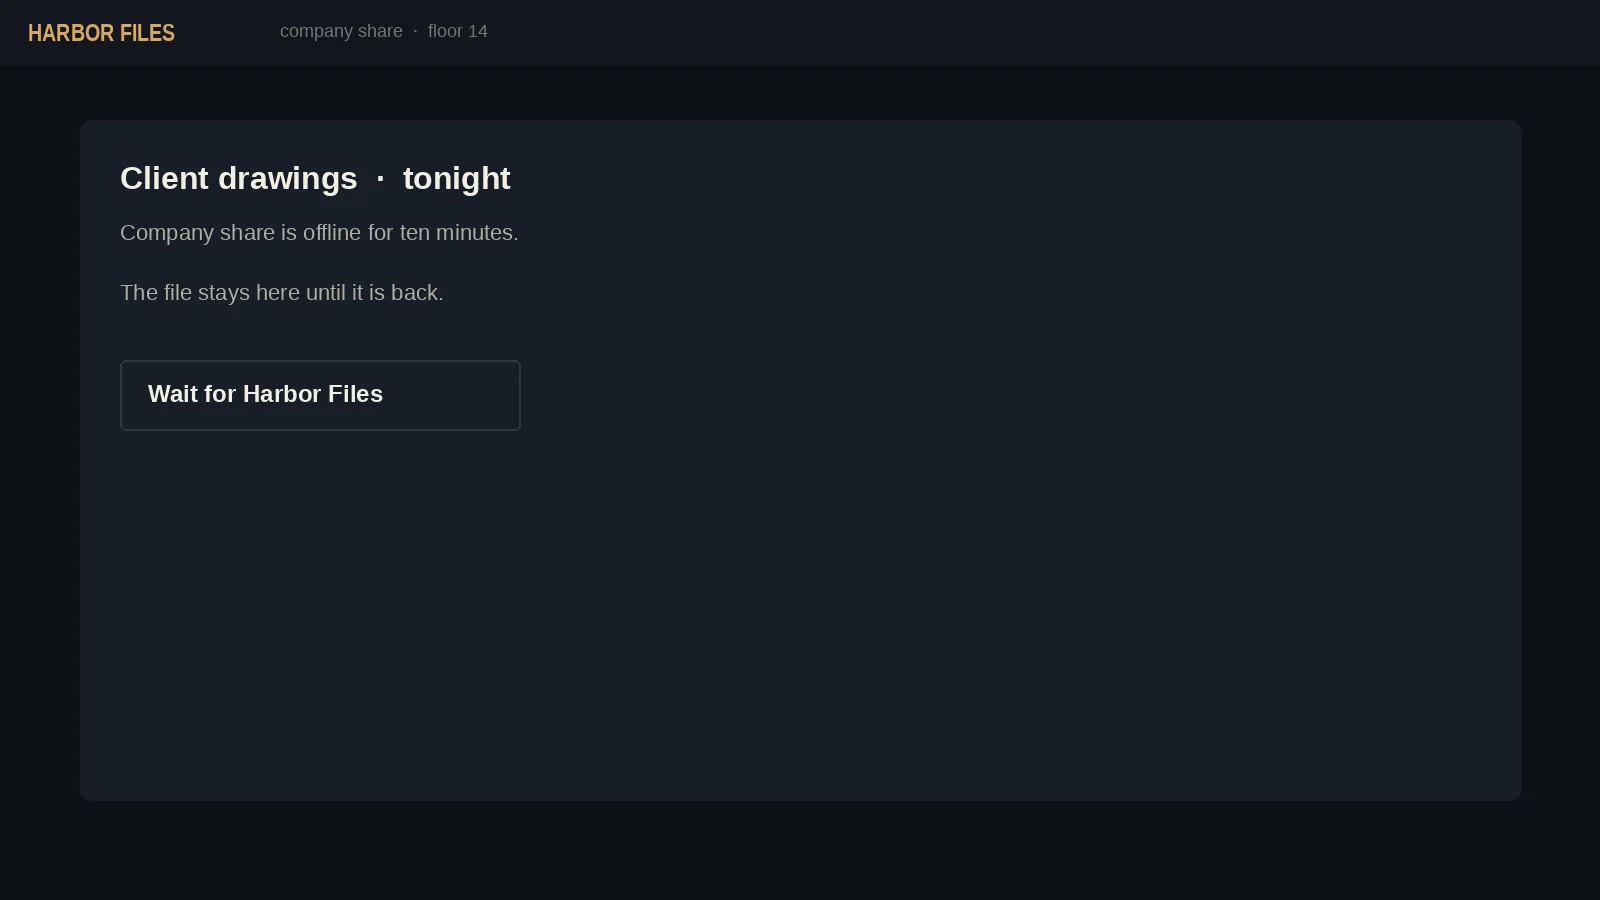 HARBOR FILES
company share · floor 14
Client drawings · tonight
Company share is offline for ten minutes.
The file stays here until it is back.
Wait for Harbor Files